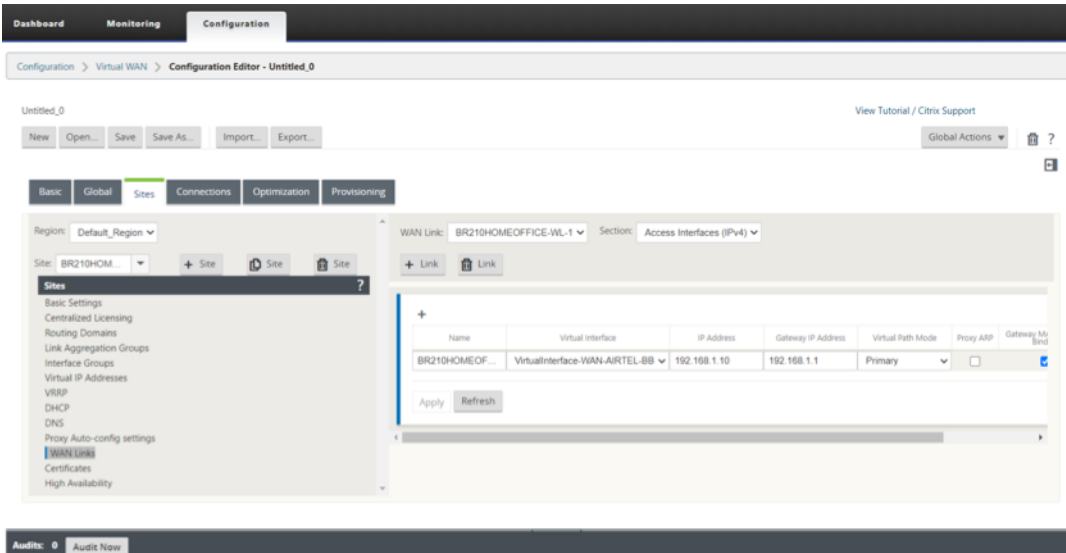 Dashboard Monitoring Configuration
Configuration > Virtual WAN > Configuration Editor - Untitled_0
Untitled_0 View Tutorial / Citrix Support
New Open... Save Save As... Import... Export... Global Actions ?
Basic Global Sites Connections Optimization Provisioning
Region: Default_Region WAN Link: BR210HOMEOFFICE-WL-1 Section: Access Interfaces (IPv4)
Site: BR210HOM... + Site Site Site + Link Link
Sites ?
Basic Settings
Centralized Licensing
Routing Domains
Link Aggregation Groups
Interface Groups
Virtual IP Addresses
VRRP
DHCP
DNS
Proxy Auto-config settings
WAN Links
Certificates
High Availability
+
Name Virtual Interface IP Address Gateway IP Address Virtual Path Mode Proxy ARP Gateway
Bind
BR210HOMEOF... VirtualInterface-WAN-AIRTEL-BB 192.168.1.10 192.168.1.1 Primary
Apply Refresh
Audits: 0 Audit Now